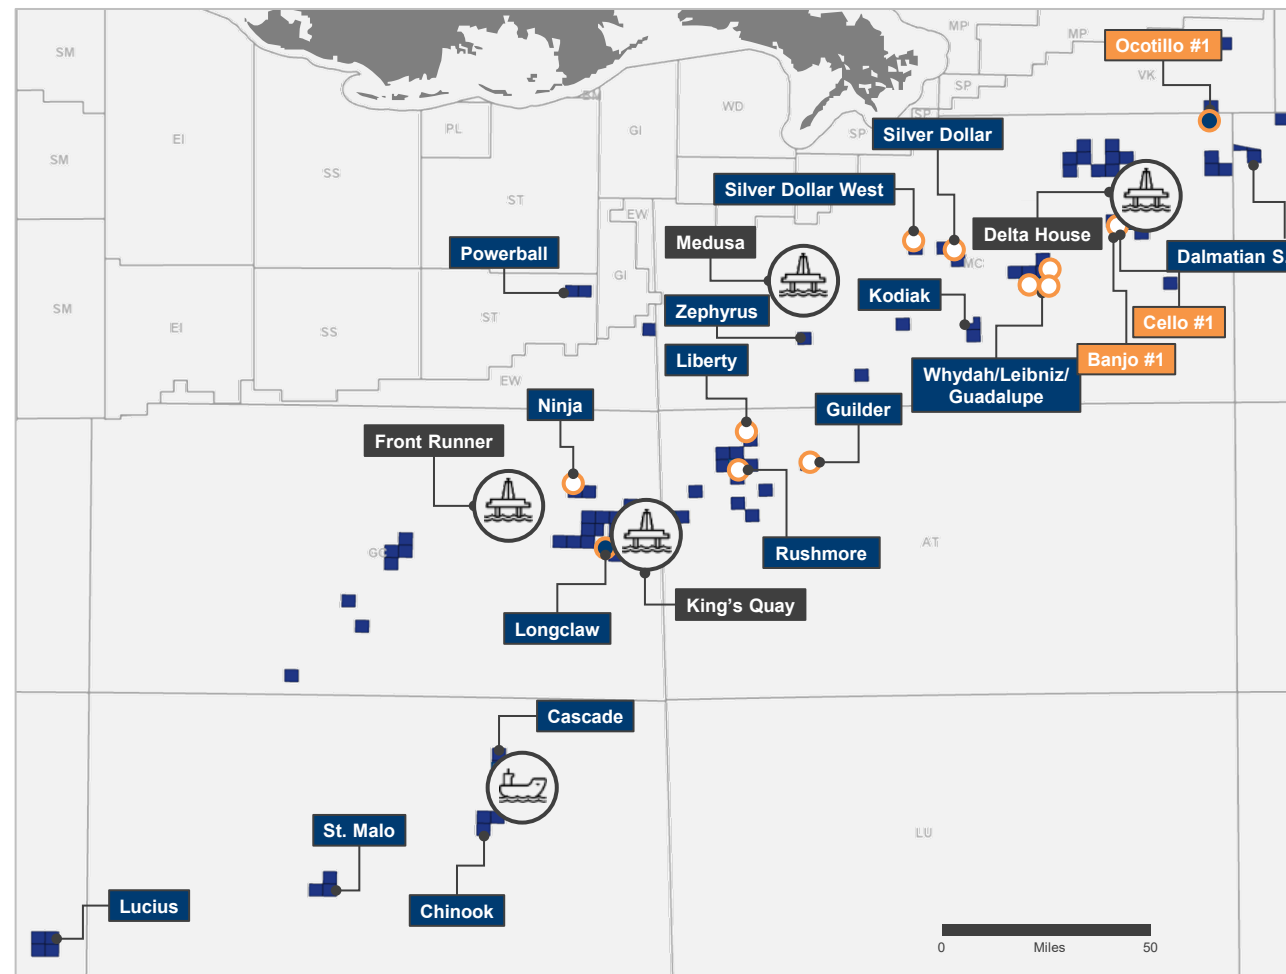 MP
Ocotillo #1
MP
SM
VK
SP
BM
WD
PL
SP
GI
SP
Silver Dollar
EI
SM
SS
Silver Dollar West
ST
EW
Medusa
Delta House
Powerball
Dalmatian S.
MC
GI
Kodiak
Zephyrus
SM
ST
Cello #1
EI
SS
Liberty
Banjo #1
Whydah/Leibniz/
Guadalupe
EW
Ninja
Guilder
Front Runner
GC
AT
Rushmore
King's Quay
Longclaw
Cascade
St. Malo
LU
Lucius
Chinook
0
Miles
50